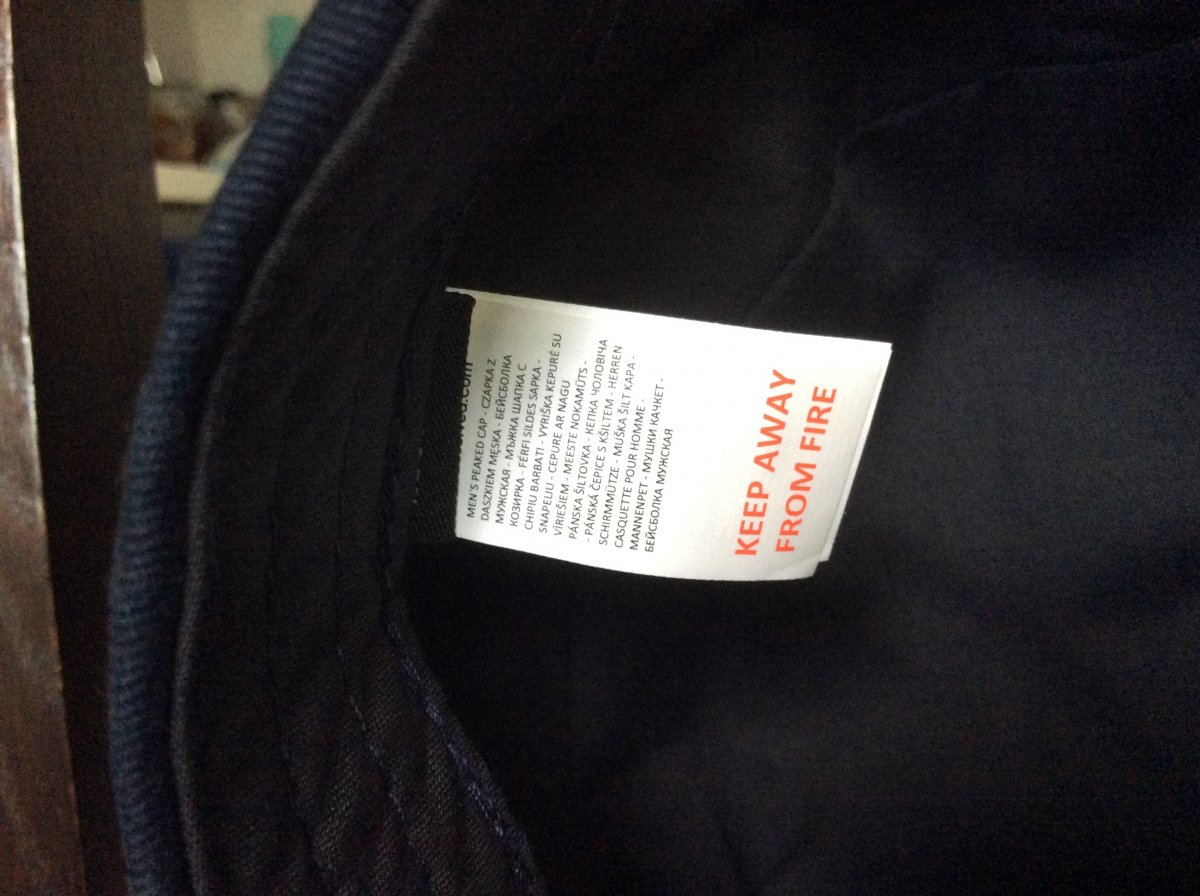 MEN'S PEAKED CAP - CZAPKA Z
DASZKIEM MĘSKA - БЕЙСБОЛКА
МУЖСКАЯ - МЪЖКА ШАПКА С
КОЗИРКА - FÉRFI SILDES SAPKA -
CHIPIU BARBATI - VYRIŠKA KEPURĖ SU
SNAPELIU - CEPURE AR NAGU
VĪRIEŠIEM - MEESTE NOKAMÜTS -
PÁNSKA ŠILTOVKA - КЕПКА ЧОЛОВІЧА
- PÁNSKÁ ČEPICE S KŠILTEM - HERREN
SCHIRMMÜTZE - MUŠKA ŠILT KAPA -
CASQUETTE POUR HOMME -
MANNENPET - МУШКИ КАЧКЕТ -
БЕЙСБОЛКА МУЖСКАЯ
KEEP AWAY
FROM FIRE